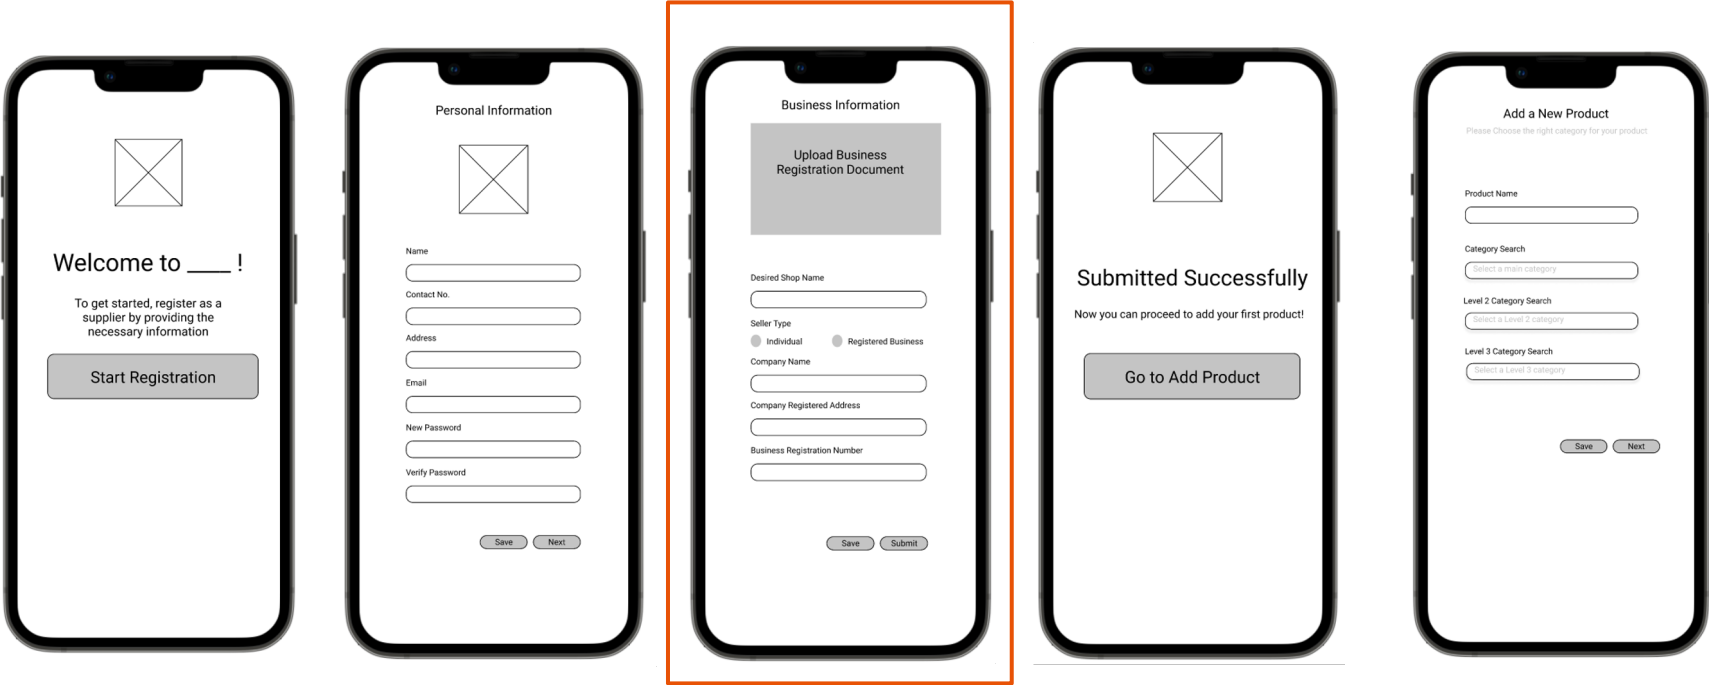 Welcome to ____ !
To get started, register as a
supplier by providing the
necessary information
Start Registration
Personal Information
Name
Contact No.
Address
Email
New Password
Verify Password
Save
Next
Business Information
Upload Business
Registration Document
Desired Shop Name
Seller Type
Individual
Registered Business
Company Name
Company Registered Address
Business Registration Number
Save
Submit
Submitted Successfully
Now you can proceed to add your first product!
Go to Add Product
Add a New Product
Please Choose the right category for your product
Product Name
Category Search
Select a main category
Level 2 Category Search
Select a Level 2 category
Level 3 Category Search
Select a Level 3 category
Save
Next